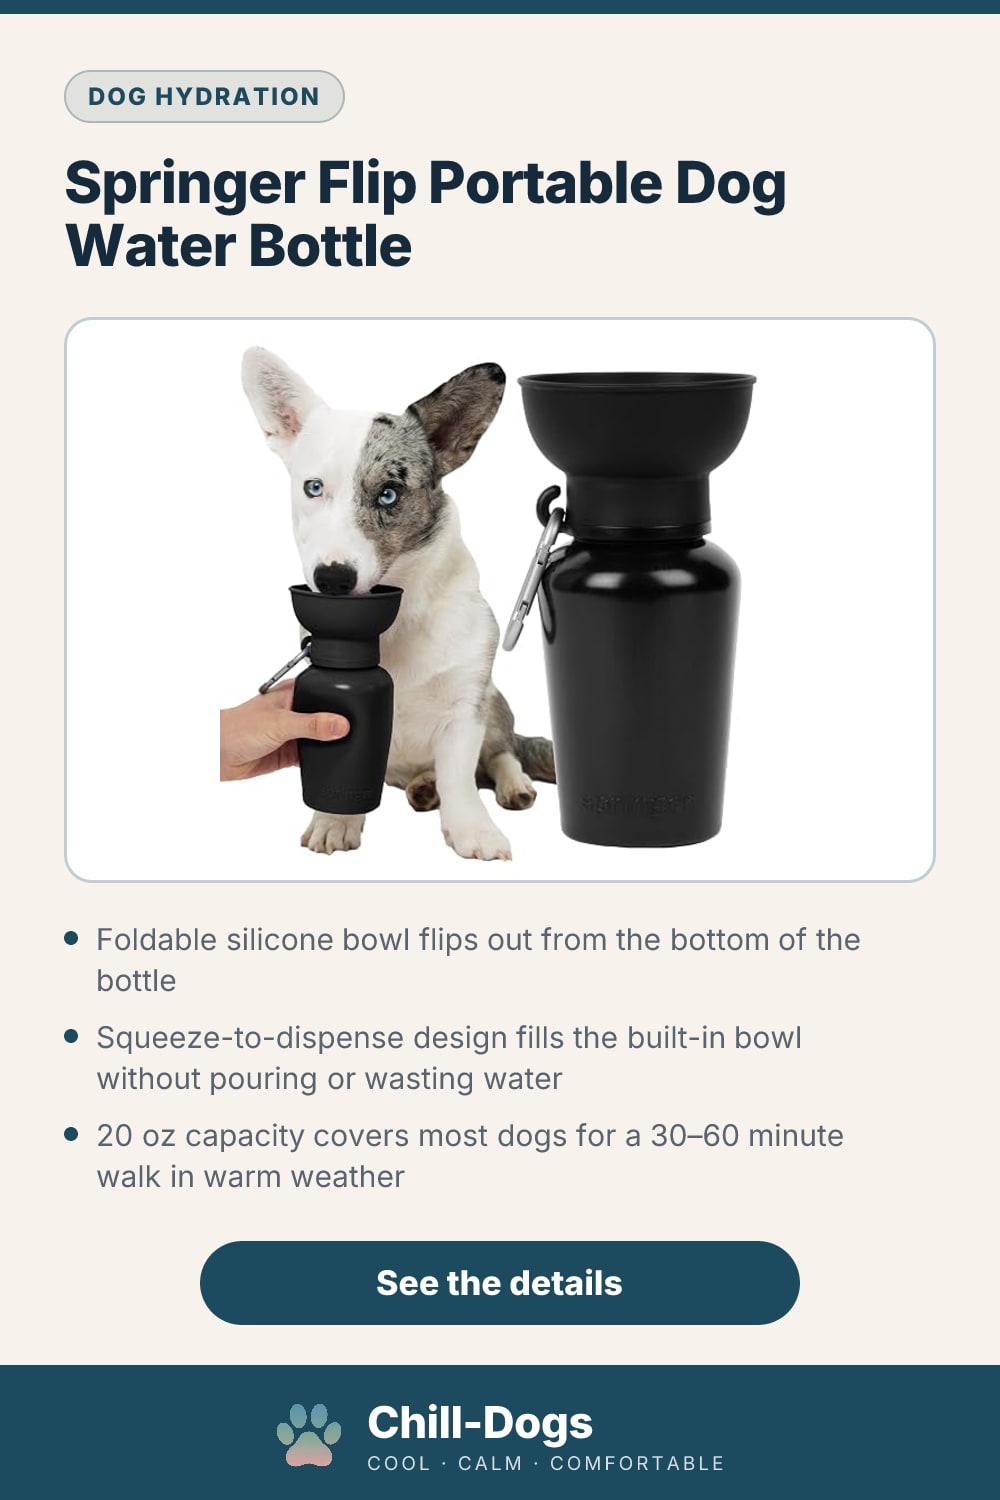 DOG HYDRATION
Springer Flip Portable Dog
Water Bottle
springer
springer
Foldable silicone bowl flips out from the bottom of the
bottle
Squeeze-to-dispense design fills the built-in bowl
without pouring or wasting water
20 oz capacity covers most dogs for a 30–60 minute
walk in warm weather
See the details
Chill-Dogs
COOL · CALM · COMFORTABLE